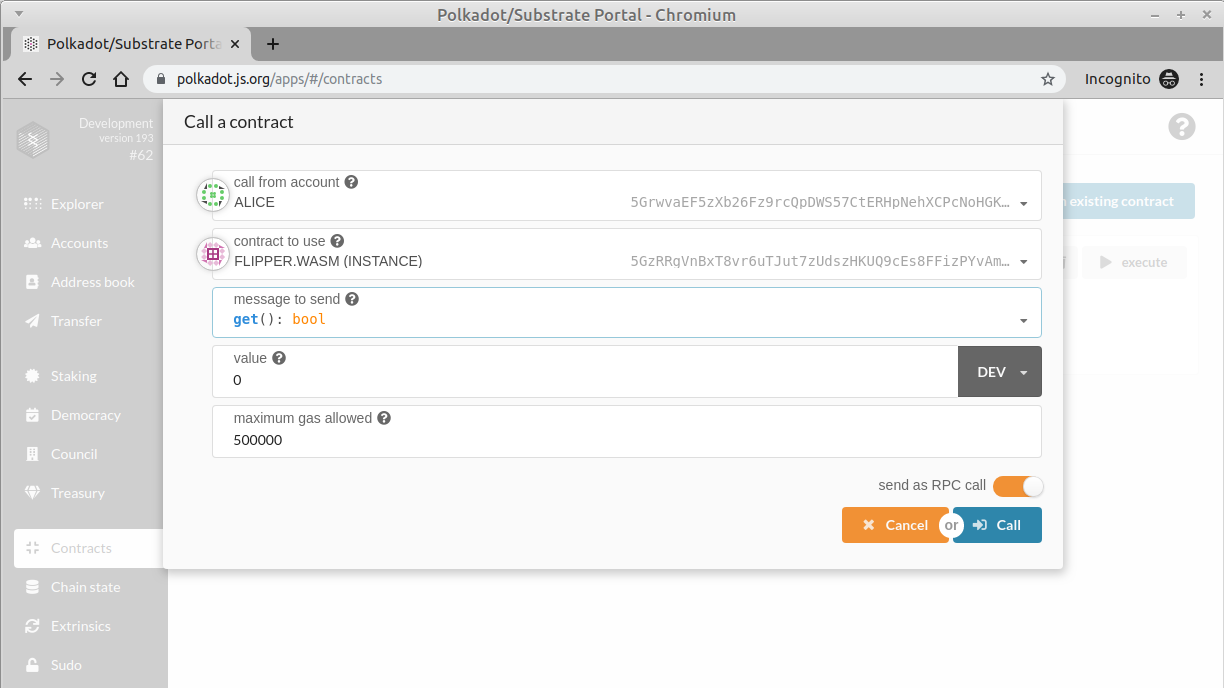 Polkadot/Substrate Portal - Chromium
Polkadot/Substrate Porta
polkadot.js.org/apps/#/contracts
Incognito
Development
version 193
#62
Explorer
Accounts
Address book
Transfer
Staking
Democracy
Council
Treasury
Contracts
Chain state
Extrinsics
Sudo
Call a contract
call from account
ALICE 5GrwvaEF5zXb26Fz9rcQpDWS57CtERHpNehXCPcNoHGK…
contract to use
FLIPPER.WASM (INSTANCE) 5GzRRgVnBxT8vr6uTJut7zUdszHKUQ9cEs8FFizPYvAm…
message to send
get(): bool
value
0 DEV
maximum gas allowed
500000
send as RPC call
Cancel or Call
existing contract
execute